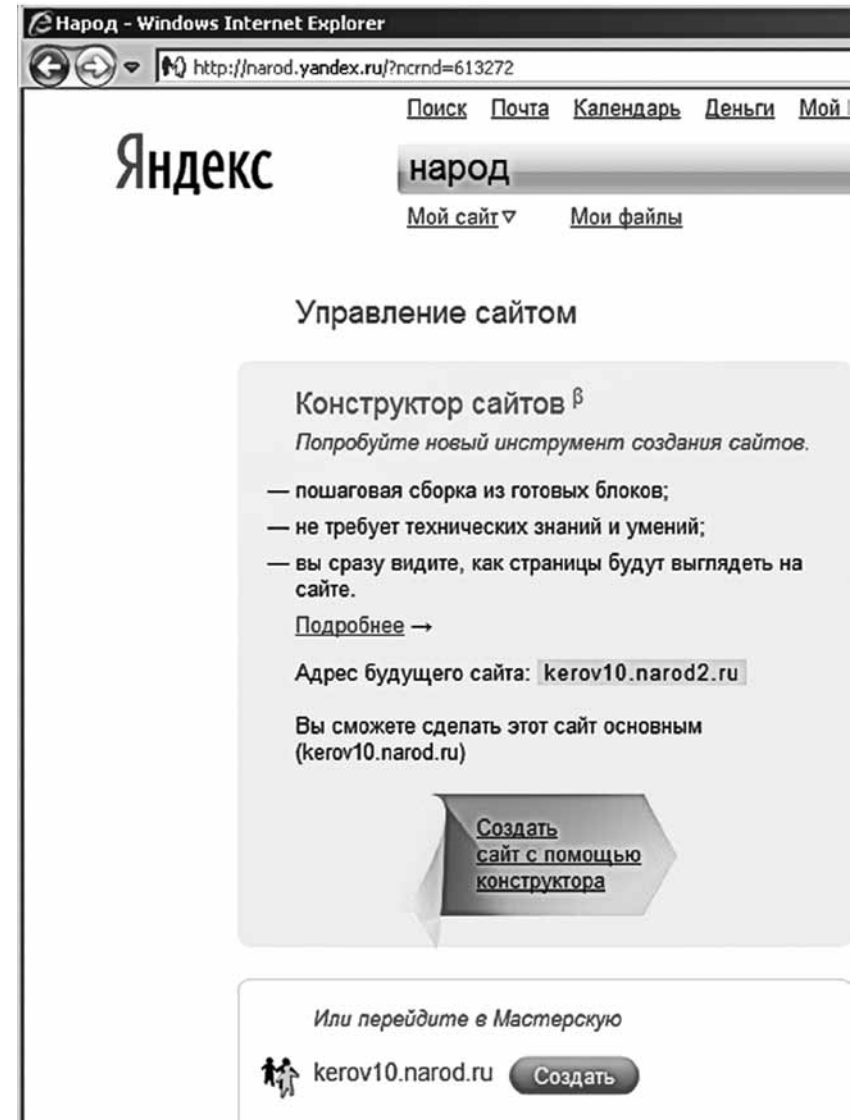 Народ - Windows Internet Explorer
http://narod.yandex.ru/?ncrnd=613272
Поиск Почта Календарь Деньги Мой
Яндекс
народ
Мой сайт Мои файлы
Управление сайтом
Конструктор сайтов β
Попробуйте новый инструмент создания сайтов.
— пошаговая сборка из готовых блоков;
— не требует технических знаний и умений;
— вы сразу видите, как страницы будут выглядеть на
сайте.
Подробнее →
Адрес будущего сайта: kerov10.narod2.ru
Вы сможете сделать этот сайт основным
(kerov10.narod.ru)
Создать
сайт с помощью
конструктора
Или перейдите в Мастерскую
kerov10.narod.ru Создать